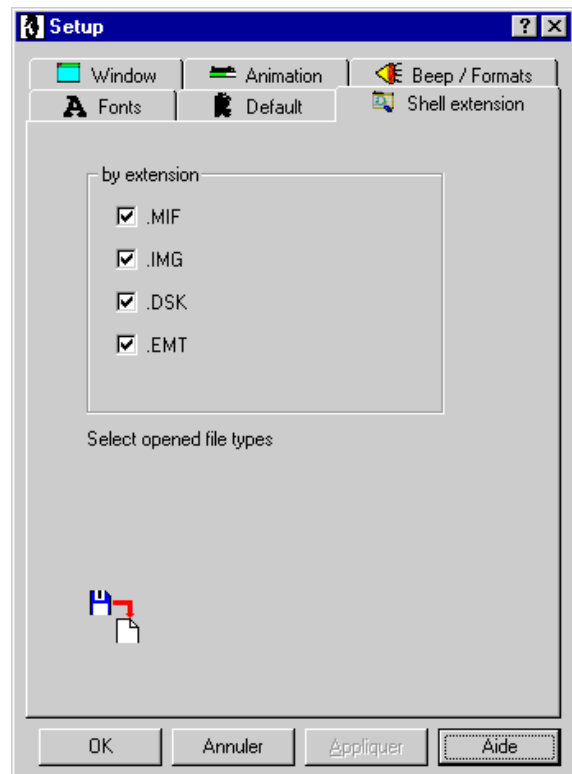 Setup
Window
Animation
Beep / Formats
Fonts
Default
Shell extension
by extension
.MIF
.IMG
.DSK
.EMT
Select opened file types
OK
Annuler
Appliquer
Aide